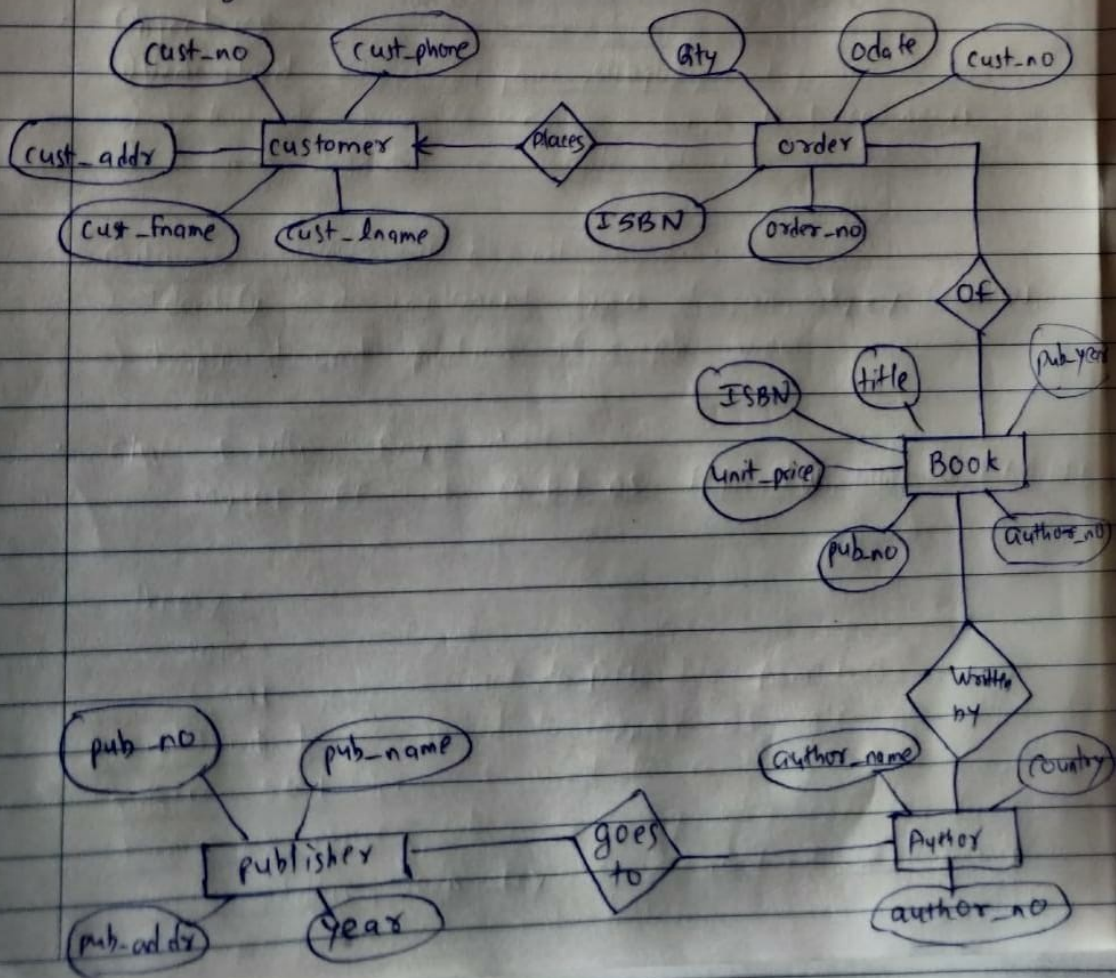 cust_no
cust_phone
Qty
Odate
cust_no
cust_addr
customer
places
order
cust_fname
cust_lname
ISBN
order_no
Of
ISBN
title
unit_price
Book
pub_no
author_no
Written
by
pub_no
pub_name
author_name
country
publisher
goes
to
Author
pub_addr
year
author_no